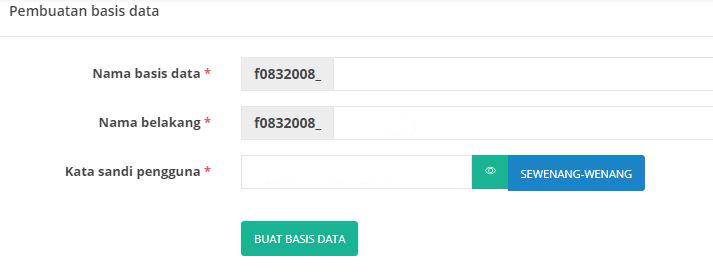 Pembuatan basis data
Nama basis data * f0832008_
Nama belakang * f0832008_
Kata sandi pengguna * SEWENANG-WENANG
BUAT BASIS DATA